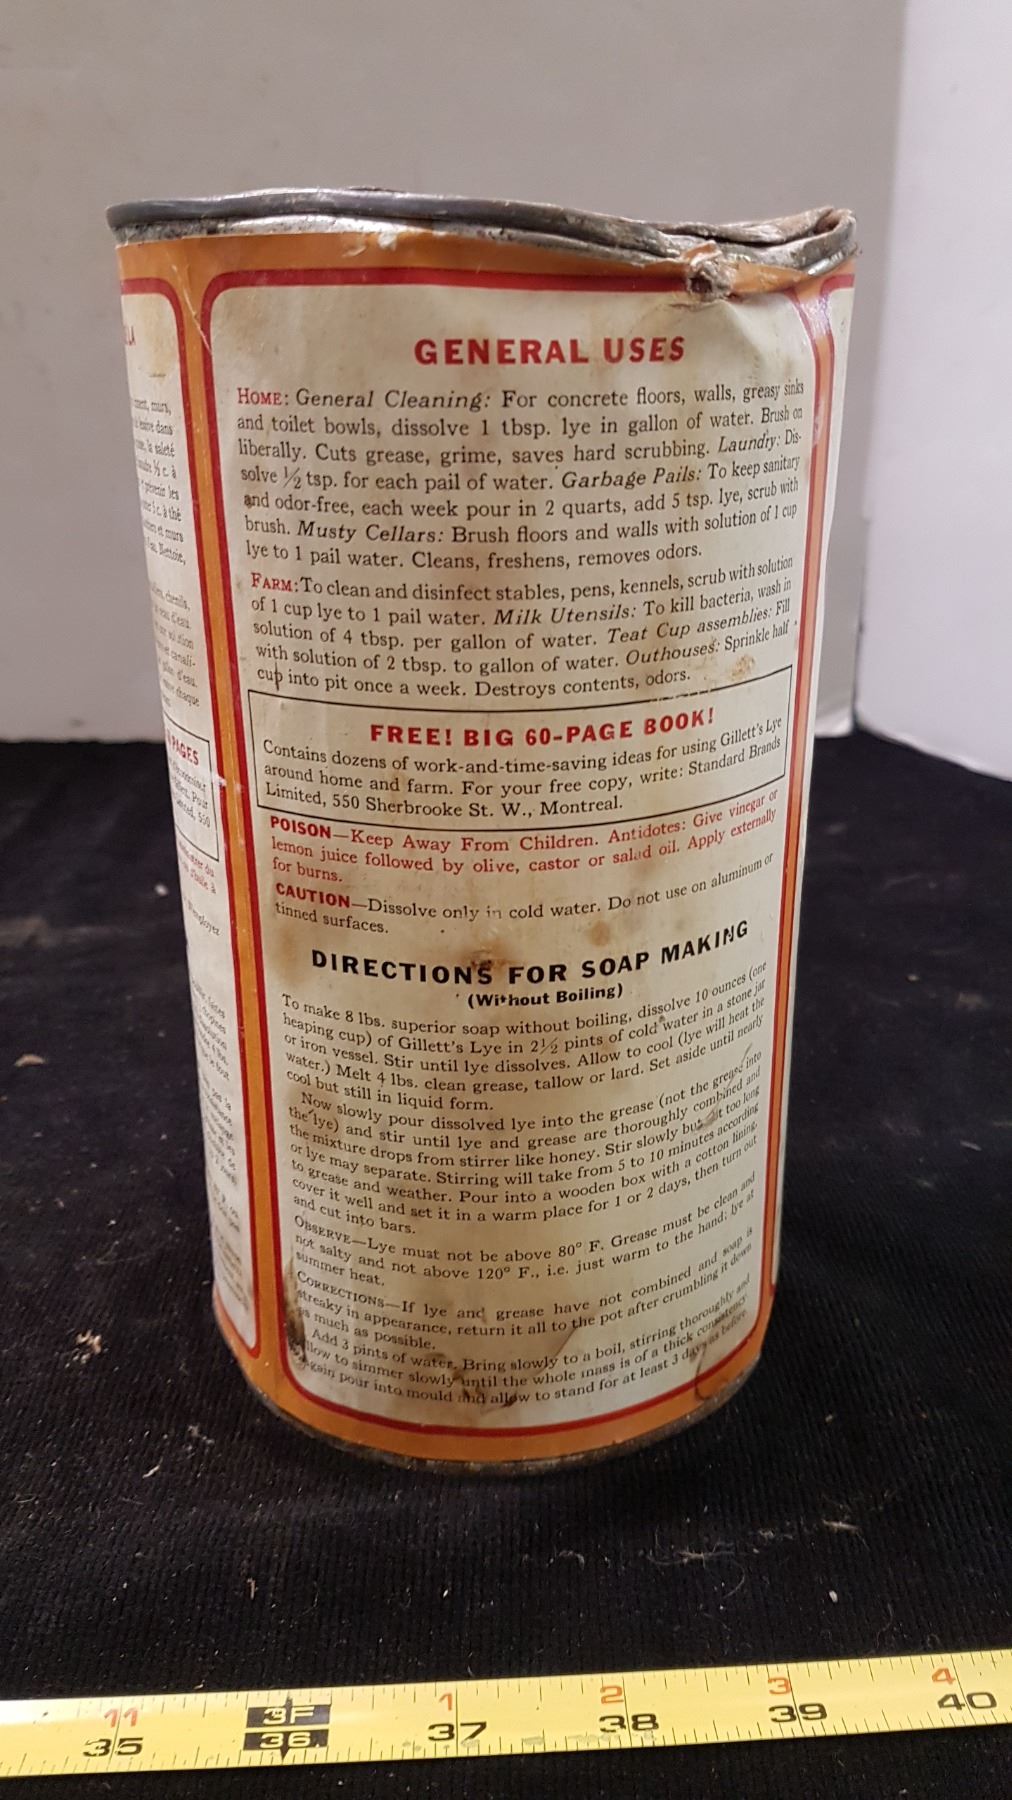 GENERAL USES
HOME: General Cleaning: For concrete floors, walls, greasy sinks
and toilet bowls, dissolve 1 tbsp. lye in gallon of water. Brush on
liberally. Cuts grease, grime, saves hard scrubbing. Laundry: Dis-
solve ½ tsp. for each pail of water. Garbage Pails: To keep sanitary
and odor-free, each week pour in 2 quarts, add 5 tsp. lye, scrub with
brush. Musty Cellars: Brush floors and walls with solution of 1 cup
lye to 1 pail water. Cleans, freshens, removes odors.
FARM: To clean and disinfect stables, pens, kennels, scrub with solution
of 1 cup lye to 1 pail water. Milk Utensils: To kill bacteria, wash in
solution of 4 tbsp. per gallon of water. Teat Cup assemblies: Fill
with solution of 2 tbsp. to gallon of water. Outhouses: Sprinkle half
cup into pit once a week. Destroys contents, odors.
FREE! BIG 60-PAGE BOOK!
Contains dozens of work-and-time-saving ideas for using Gillett's Lye
around home and farm. For your free copy, write: Standard Brands
Limited, 550 Sherbrooke St. W., Montreal.
POISON—Keep Away From Children. Antidotes: Give vinegar or
lemon juice followed by olive, castor or salad oil. Apply externally
for burns.
CAUTION—Dissolve only in cold water. Do not use on aluminum or
tinned surfaces.
DIRECTIONS FOR SOAP MAKING
(Without Boiling)
To make 8 lbs. superior soap without boiling, dissolve 10 ounces (one
heaping cup) of Gillett's Lye in 2½ pints of cold water in a stone jar
or iron vessel. Stir until lye dissolves. Allow to cool (lye will heat the
water.) Melt 4 lbs. clean grease, tallow or lard. Set aside until nearly
cool but still in liquid form.
Now slowly pour dissolved lye into the grease (not the grease into
the lye) and stir until lye and grease are thoroughly combined and
the mixture drops from stirrer like honey. Stir slowly but not too long
or lye may separate. Stirring will take from 5 to 10 minutes according
to grease and weather. Pour into a wooden box with a cotton lining,
cover it well and set it in a warm place for 1 or 2 days, then turn out
and cut into bars.
OBSERVE—Lye must not be above 80° F. Grease must be clean and
not salty and not above 120° F., i.e. just warm to the hand; lye at
summer heat.
CORRECTIONS—If lye and grease have not combined and soap is
streaky in appearance, return it all to the pot after crumbling it down
as much as possible.
Add 3 pints of water. Bring slowly to a boil, stirring thoroughly and
allow to simmer slowly until the whole mass is of a thick consistency.
Again pour into mould and allow to stand for at least 3 days as before.
11 3F 1 2 3 4
35 36 37 38 39 40